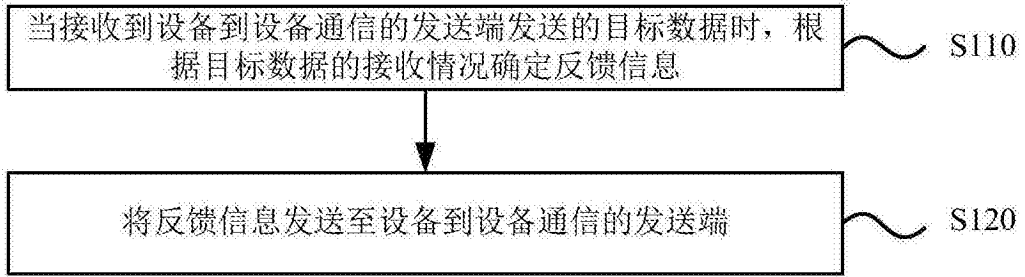 当接收到设备到设备通信的发送端发送的目标数据时，根
据目标数据的接收情况确定反馈信息
S110
将反馈信息发送至设备到设备通信的发送端
S120